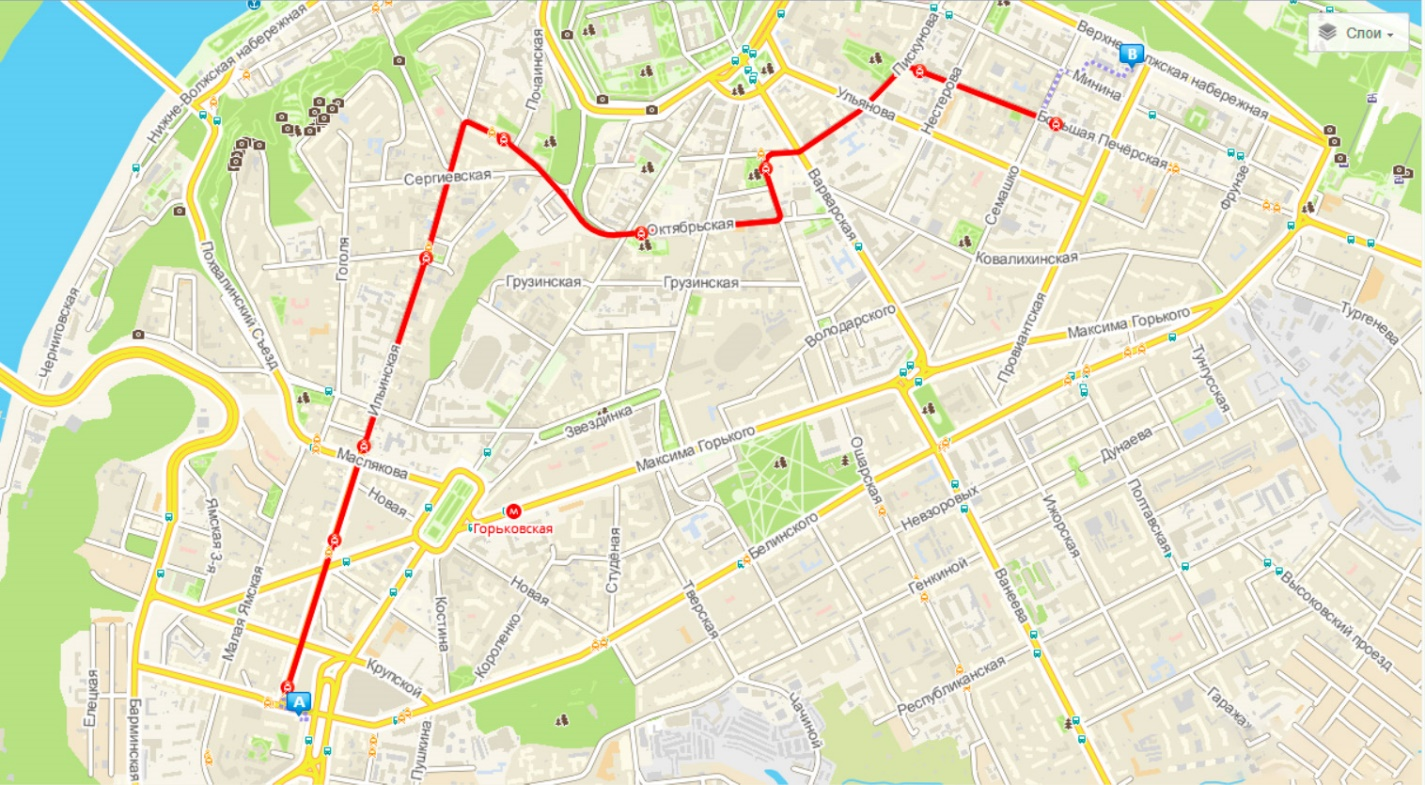 Слои
Нижне-Волжская набережная
Почаинская
Пискунова
Верхне-Волжская набережная
B
Минина
Ульянова
Нестерова
Большая Печёрская
Сергиевская
Варварская
Семашко
Фрунзе
Октябрьская
Гоголя
Похвалинский Съезд
Грузинская
Грузинская
Ковалихинская
Черниговская
Володарского
Провиантская
Максима Горького
Тургенева
Ильинская
Тунгусская
Звездинка
Максима Горького
Ошарская
Дунаева
Маслякова
Новая
Горьковская
Невзоровых
Ижорская
Полтавская
Ямская 3-я
Студёная
Белинского
Генкиной
Ванеева
Высоковский проезд
Малая Ямская
Костина
Новая
Короленко
Тверская
Крупской
Республиканская
Елецкая
Барминская
A
Пушкина
Гаражная